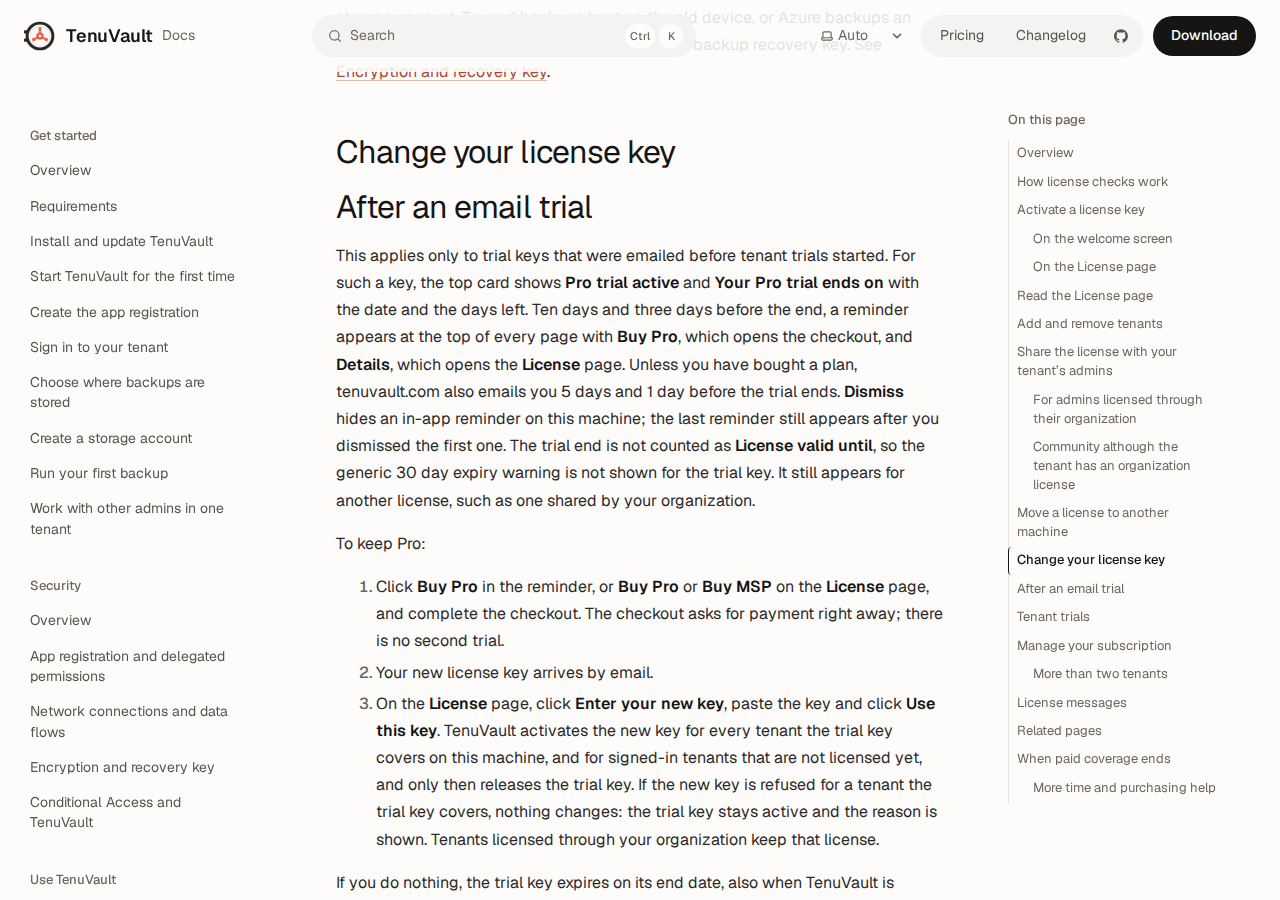 TenuVault Docs
Search Ctrl K
Auto
Pricing Changelog Download
old device, or Azure backups an
backup recovery key. See
Encryption and recovery key.
Get started
Overview
Requirements
Install and update TenuVault
Start TenuVault for the first time
Create the app registration
Sign in to your tenant
Choose where backups are
stored
Create a storage account
Run your first backup
Work with other admins in one
tenant
Security
Overview
App registration and delegated
permissions
Network connections and data
flows
Encryption and recovery key
Conditional Access and
TenuVault
Use TenuVault
Change your license key
After an email trial
This applies only to trial keys that were emailed before tenant trials started. For
such a key, the top card shows Pro trial active and Your Pro trial ends on with
the date and the days left. Ten days and three days before the end, a reminder
appears at the top of every page with Buy Pro, which opens the checkout, and
Details, which opens the License page. Unless you have bought a plan,
tenuvault.com also emails you 5 days and 1 day before the trial ends. Dismiss
hides an in-app reminder on this machine; the last reminder still appears after you
dismissed the first one. The trial end is not counted as License valid until, so the
generic 30 day expiry warning is not shown for the trial key. It still appears for
another license, such as one shared by your organization.
To keep Pro:
1. Click Buy Pro in the reminder, or Buy Pro or Buy MSP on the License page,
and complete the checkout. The checkout asks for payment right away; there
is no second trial.
2. Your new license key arrives by email.
3. On the License page, click Enter your new key, paste the key and click Use
this key. TenuVault activates the new key for every tenant the trial key
covers on this machine, and for signed-in tenants that are not licensed yet,
and only then releases the trial key. If the new key is refused for a tenant the
trial key covers, nothing changes: the trial key stays active and the reason is
shown. Tenants licensed through your organization keep that license.
If you do nothing, the trial key expires on its end date, also when TenuVault is
On this page
Overview
How license checks work
Activate a license key
On the welcome screen
On the License page
Read the License page
Add and remove tenants
Share the license with your
tenant's admins
For admins licensed through
their organization
Community although the
tenant has an organization
license
Move a license to another
machine
Change your license key
After an email trial
Tenant trials
Manage your subscription
More than two tenants
License messages
Related pages
When paid coverage ends
More time and purchasing help